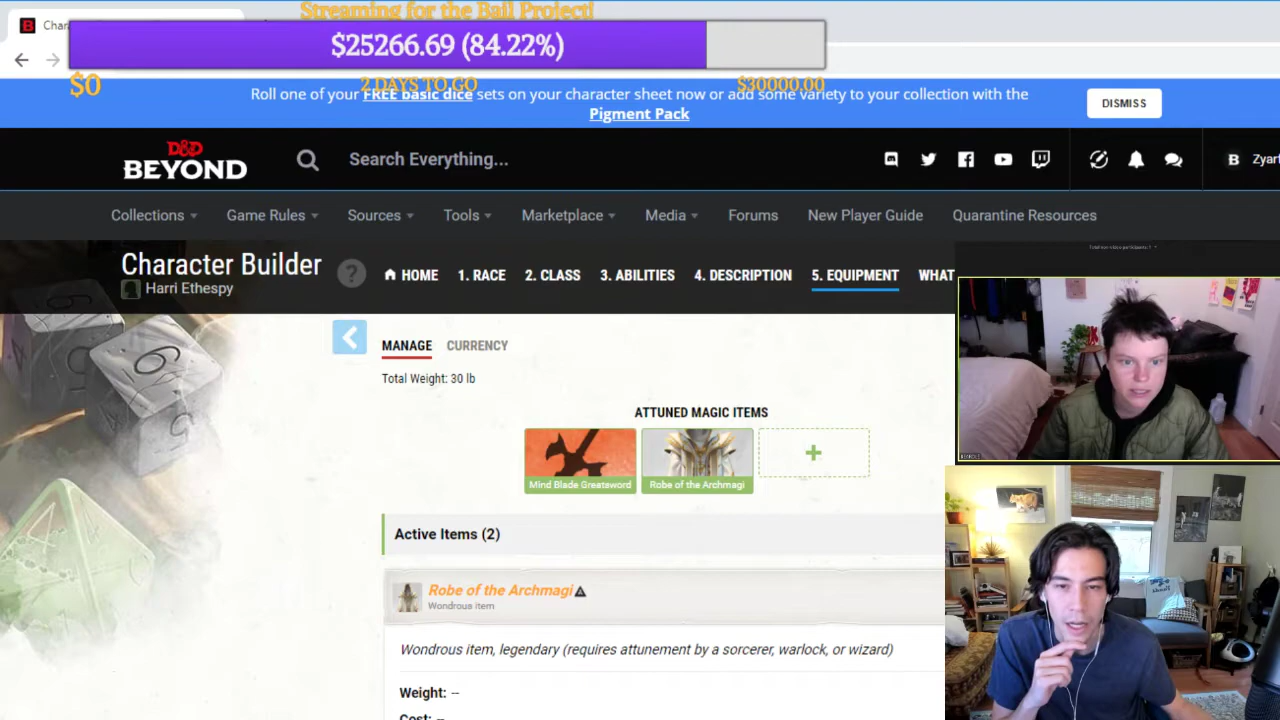 Streaming for the Bail Project!
$25266.69 (84.22%)
$0
2 DAYS TO GO
$30000.00
Roll one of your FREE basic dice sets on your character sheet now or add some variety to your collection with the
Pigment Pack
DISMISS
D&D
BEYOND
Search Everything...
Collections
Game Rules
Sources
Tools
Marketplace
Media
Forums
New Player Guide
Quarantine Resources
Character Builder
Harri Ethespy
?
HOME
1. RACE
2. CLASS
3. ABILITIES
4. DESCRIPTION
5. EQUIPMENT
WHAT
MANAGE
CURRENCY
Total Weight: 30 lb
ATTUNED MAGIC ITEMS
Mind Blade Greatsword
Robe of the Archmagi
+
Active Items (2)
Robe of the Archmagi
Wondrous item
Wondrous item, legendary (requires attunement by a sorcerer, warlock, or wizard)
Weight: --
Cost: --